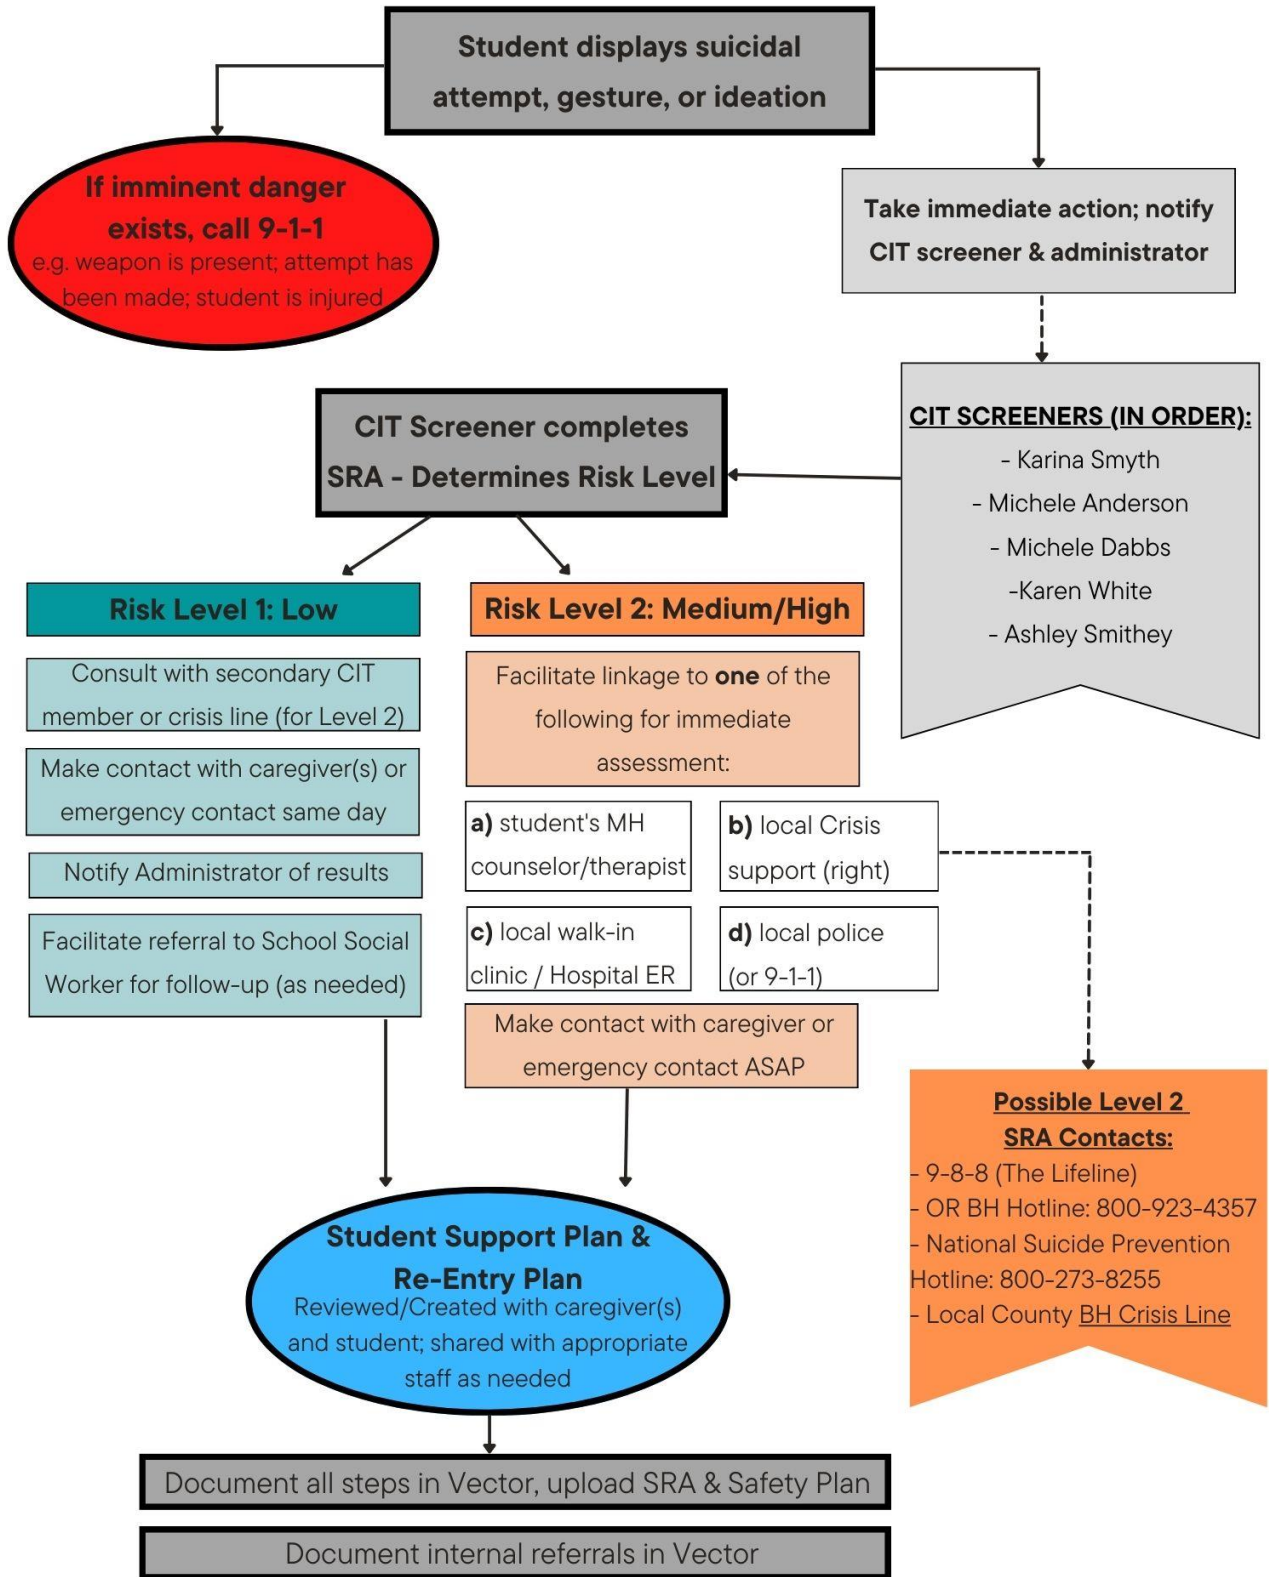 Student displays suicidal
attempt, gesture, or ideation
If imminent danger
exists, call 9-1-1
e.g. weapon is present; attempt has
been made; student is injured
Take immediate action; notify
CIT screener & administrator
CIT SCREENERS (IN ORDER):
- Karina Smyth
- Michele Anderson
- Michele Dabbs
-Karen White
- Ashley Smithey
CIT Screener completes
SRA - Determines Risk Level
Risk Level 1: Low
Consult with secondary CIT
member or crisis line (for Level 2)
Make contact with caregiver(s) or
emergency contact same day
Notify Administrator of results
Facilitate referral to School Social
Worker for follow-up (as needed)
Risk Level 2: Medium/High
Facilitate linkage to one of the
following for immediate
assessment:
a) student's MH
counselor/therapist
b) local Crisis
support (right)
c) local walk-in
clinic / Hospital ER
d) local police
(or 9-1-1)
Make contact with caregiver or
emergency contact ASAP
Possible Level 2
SRA Contacts:
- 9-8-8 (The Lifeline)
- OR BH Hotline: 800-923-4357
- National Suicide Prevention
Hotline: 800-273-8255
- Local County BH Crisis Line
Student Support Plan &
Re-Entry Plan
Reviewed/Created with caregiver(s)
and student; shared with appropriate
staff as needed
Document all steps in Vector, upload SRA & Safety Plan
Document internal referrals in Vector